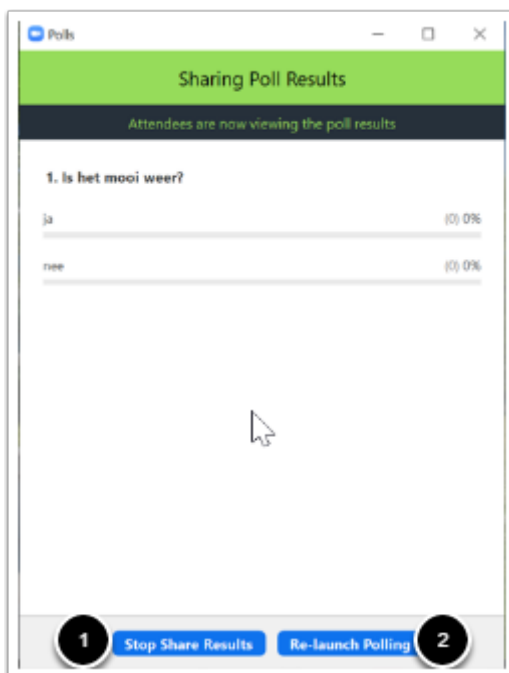 Polls
Sharing Poll Results
Attendees are now viewing the poll results
1. Is het mooi weer?
ja (0) 0%
nee (0) 0%
1 Stop Share Results Re-launch Polling 2